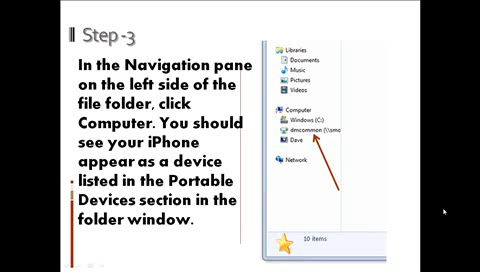 Step-3
In the Navigation pane
on the left side of the
file folder, click
Computer. You should
see your iPhone
appear as a device
listed in the Portable
Devices section in the
folder window.
Libraries
Documents
Music
Pictures
Videos
Computer
Windows (C:)
dmcommon (\\smo
Dave
Network
10 items